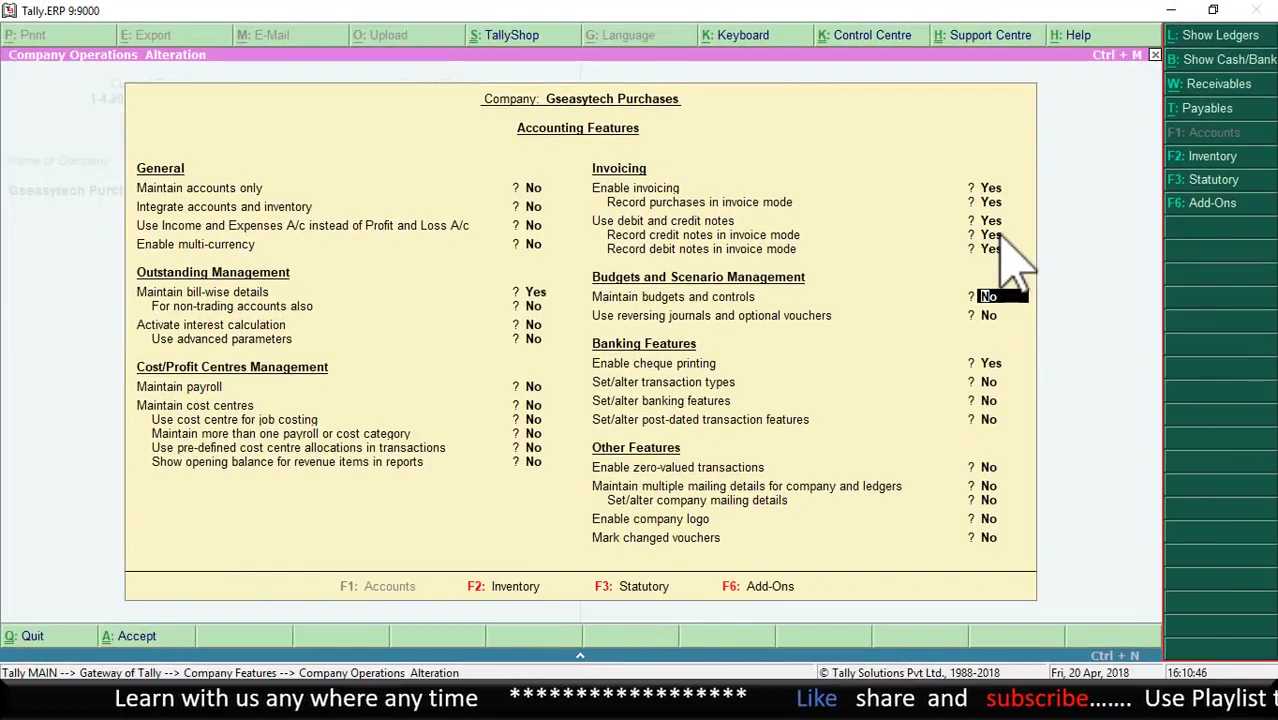 Tally.ERP 9:9000
P: Print
E: Export
M: E-Mail
O: Upload
S: TallyShop
G: Language
K: Keyboard
K: Control Centre
H: Support Centre
H: Help
Company Operations Alteration
Ctrl + M
Company: Gseasytech Purchases
Accounting Features
General
Maintain accounts only ? No
Integrate accounts and inventory ? No
Use Income and Expenses A/c instead of Profit and Loss A/c ? No
Enable multi-currency ? No
Outstanding Management
Maintain bill-wise details ? Yes
For non-trading accounts also ? No
Activate interest calculation ? No
Use advanced parameters ? No
Cost/Profit Centres Management
Maintain payroll ? No
Maintain cost centres ? No
Use cost centre for job costing ? No
Maintain more than one payroll or cost category ? No
Use pre-defined cost centre allocations in transactions ? No
Show opening balance for revenue items in reports ? No
Invoicing
Enable invoicing ? Yes
Record purchases in invoice mode ? Yes
Use debit and credit notes ? Yes
Record credit notes in invoice mode ? Yes
Record debit notes in invoice mode ? Yes
Budgets and Scenario Management
Maintain budgets and controls ? No
Use reversing journals and optional vouchers ? No
Banking Features
Enable cheque printing ? Yes
Set/alter transaction types ? No
Set/alter banking features ? No
Set/alter post-dated transaction features ? No
Other Features
Enable zero-valued transactions ? No
Maintain multiple mailing details for company and ledgers ? No
Set/alter company mailing details ? No
Enable company logo ? No
Mark changed vouchers ? No
F1: Accounts
F2: Inventory
F3: Statutory
F6: Add-Ons
L: Show Ledgers
B: Show Cash/Bank
W: Receivables
T: Payables
F1: Accounts
F2: Inventory
F3: Statutory
F6: Add-Ons
Name of Company
Gseasytech Purch
Q: Quit
A: Accept
Ctrl + N
Tally MAIN --> Gateway of Tally --> Company Features --> Company Operations Alteration
© Tally Solutions Pvt Ltd., 1988-2018
Fri, 20 Apr, 2018
16:10:46
Learn with us any where any time ***************** Like share and subscribe....... Use Playlist t